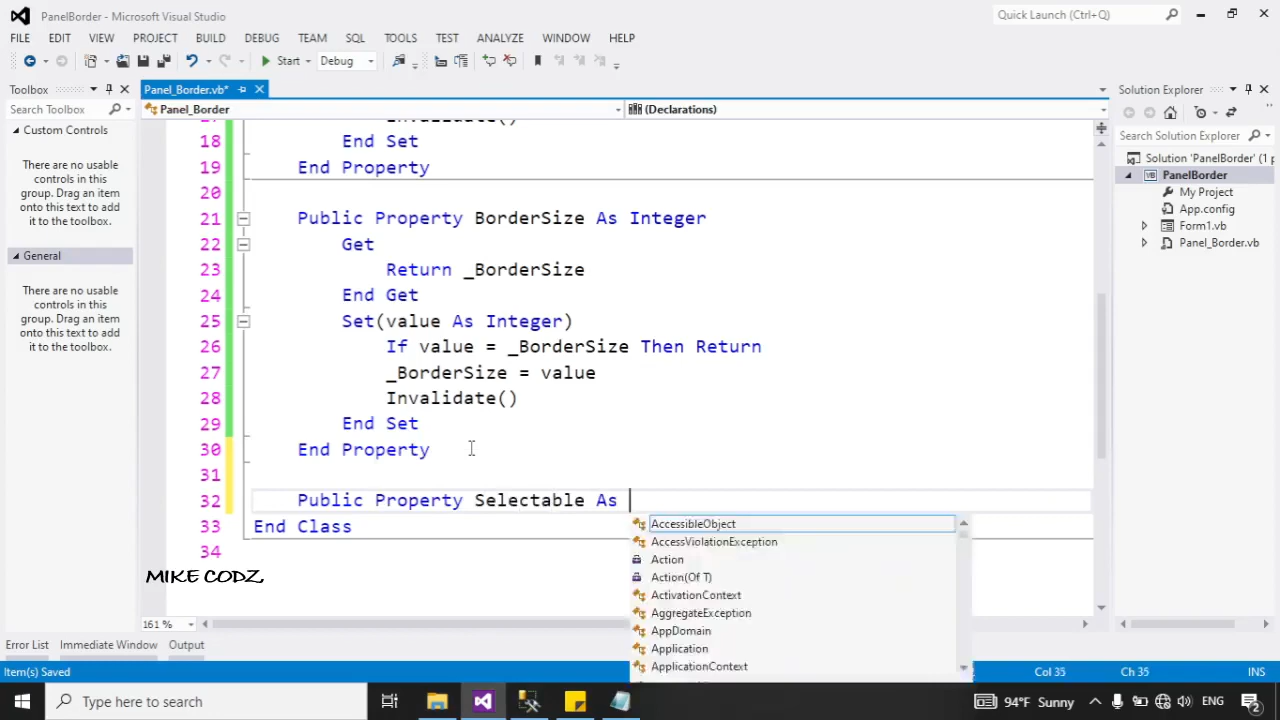 PanelBorder - Microsoft Visual Studio
Quick Launch (Ctrl+Q)
FILE EDIT VIEW PROJECT BUILD DEBUG TEAM SQL TOOLS TEST ANALYZE WINDOW HELP
Start Debug
Toolbox
Search Toolbox
Custom Controls
There are no usable
controls in this
group. Drag an item
onto this text to add
it to the toolbox.
General
There are no usable
controls in this
group. Drag an item
onto this text to add
it to the toolbox.
Panel_Border.vb*
Panel_Border
(Declarations)
17 Invalidate()
18 End Set
19 End Property
20
21 Public Property BorderSize As Integer
22 Get
23 Return _BorderSize
24 End Get
25 Set(value As Integer)
26 If value = _BorderSize Then Return
27 _BorderSize = value
28 Invalidate()
29 End Set
30 End Property
31
32 Public Property Selectable As
33 End Class
34
AccessibleObject
AccessViolationException
Action
Action(Of T)
ActivationContext
AggregateException
AppDomain
Application
ApplicationContext
MIKE CODZ,
161 %
Solution Explorer
Search Solution Explorer
Solution 'PanelBorder' (1 p
PanelBorder
My Project
App.config
Form1.vb
Panel_Border.vb
Error List Immediate Window Output
Item(s) Saved
Col 35 Ch 35 INS
Type here to search
94°F Sunny
ENG
2